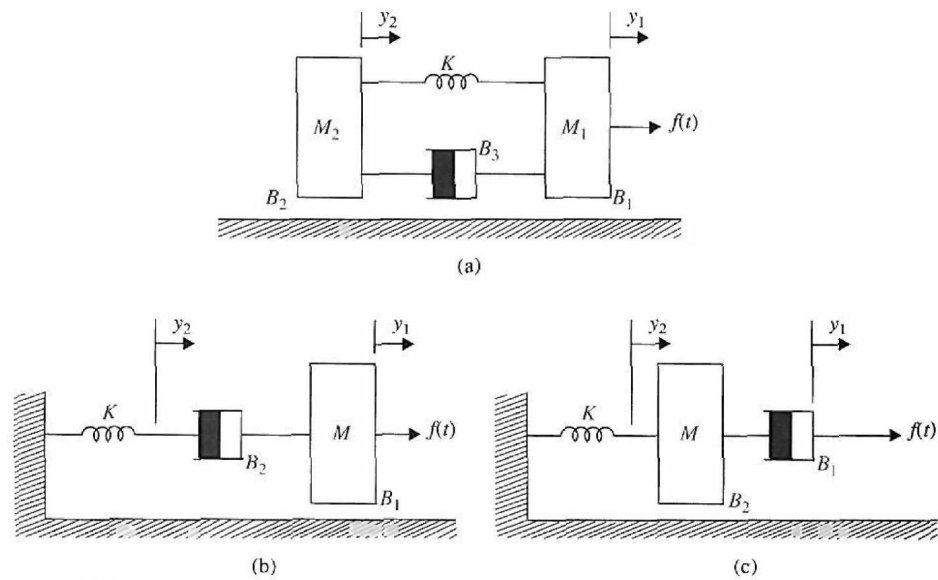 y2 y1
K
M2 M1 f(t)
B3
B2 B1
(a)
y2 y1
K M f(t)
B2
B1
(b)
y2 y1
K M f(t)
B1
B2
(c)